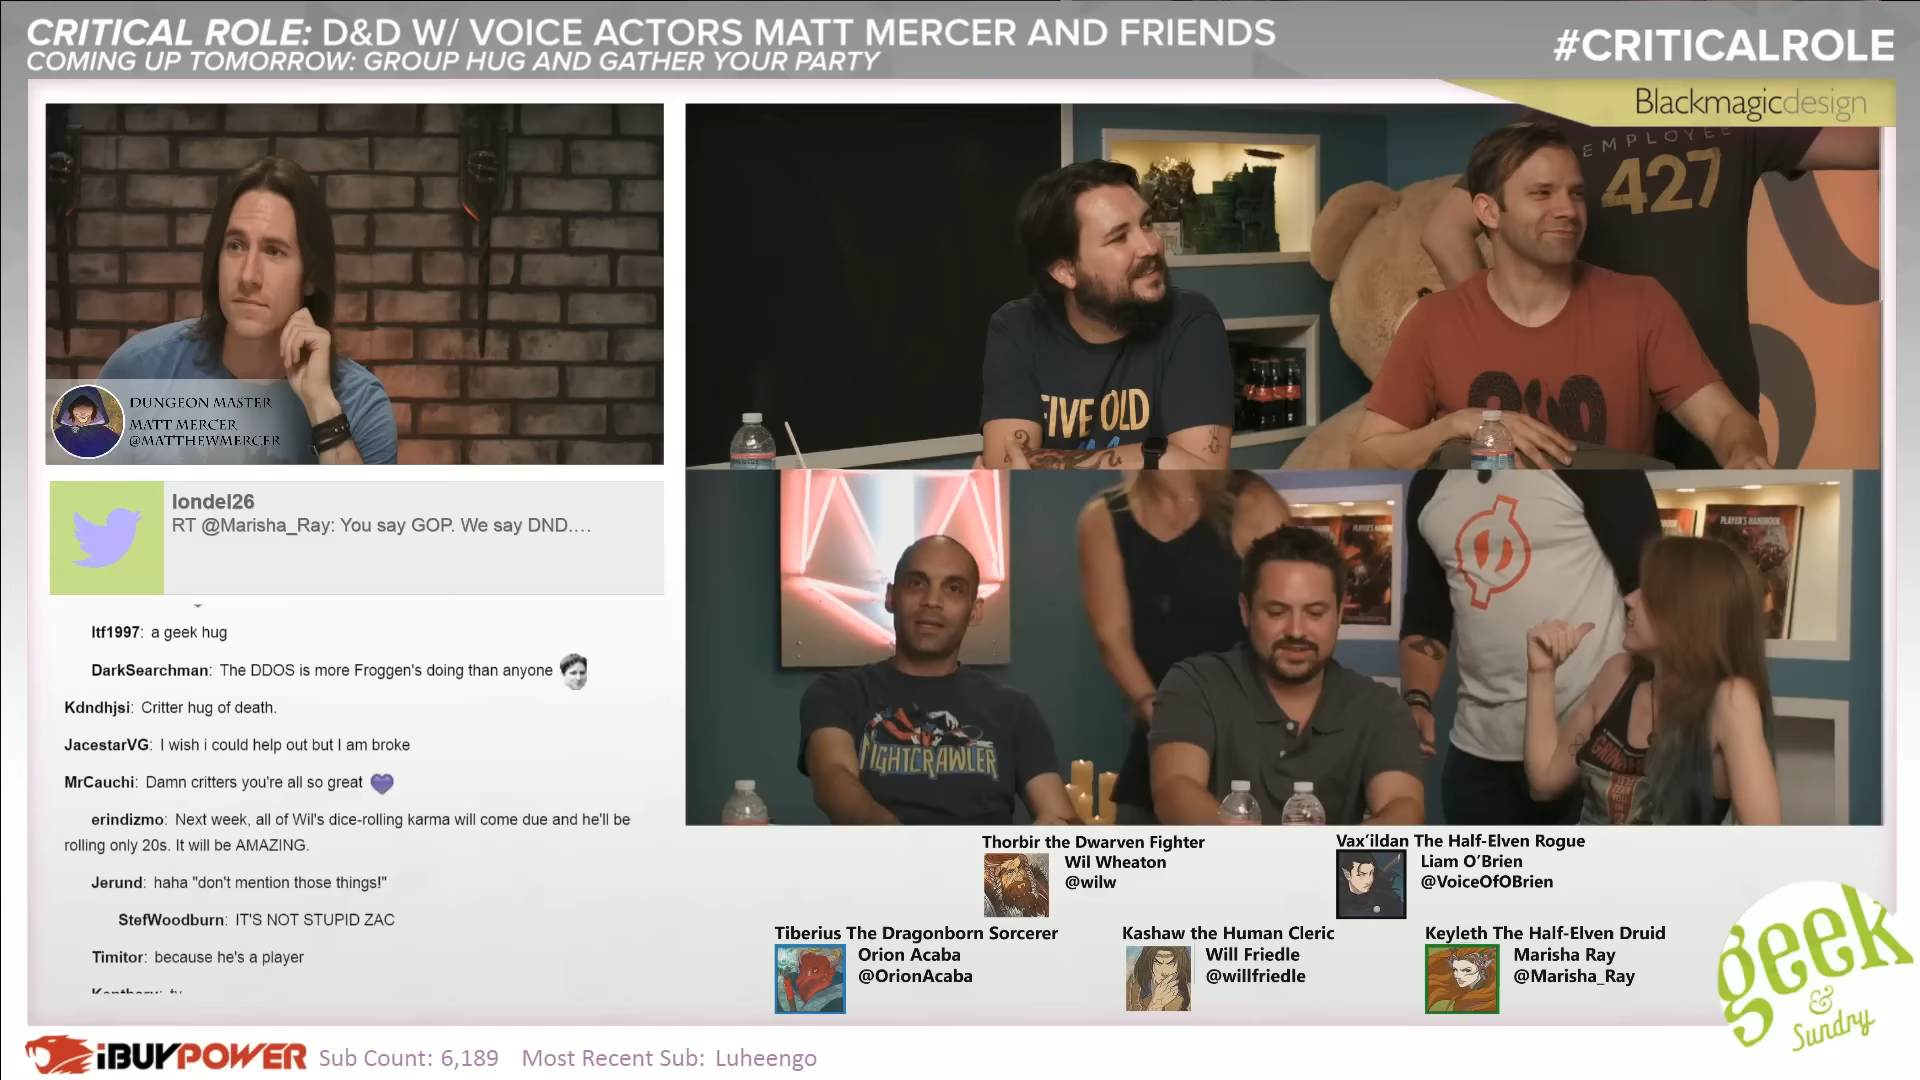 CRITICAL ROLE: D&D W/ VOICE ACTORS MATT MERCER AND FRIENDS
COMING UP TOMORROW: GROUP HUG AND GATHER YOUR PARTY
#CRITICALROLE
Blackmagicdesign
EMPLOYEE
427
FIVE OLD
DUNGEON MASTER
MATT MERCER
@MATTHEWMERCER
londel26
RT @Marisha_Ray: You say GOP. We say DND....
ltf1997: a geek hug
DarkSearchman: The DDOS is more Froggen's doing than anyone
Kdndhjsi: Critter hug of death.
JacestarVG: I wish i could help out but I am broke
MrCauchi: Damn critters you're all so great
erindizmo: Next week, all of Wil's dice-rolling karma will come due and he'll be
rolling only 20s. It will be AMAZING.
Jerund: haha "don't mention those things!"
StefWoodburn: IT'S NOT STUPID ZAC
Timitor: because he's a player
PLAYER'S HANDBOOK
NIGHTCRAWLER
Thorbir the Dwarven Fighter
Wil Wheaton
@wilw
Vax'ildan The Half-Elven Rogue
Liam O'Brien
@VoiceOfOBrien
Tiberius The Dragonborn Sorcerer
Orion Acaba
@OrionAcaba
Kashaw the Human Cleric
Will Friedle
@willfriedle
Keyleth The Half-Elven Druid
Marisha Ray
@Marisha_Ray
geek
&
Sundry
iBUYPOWER
Sub Count: 6,189 Most Recent Sub: Luheengo